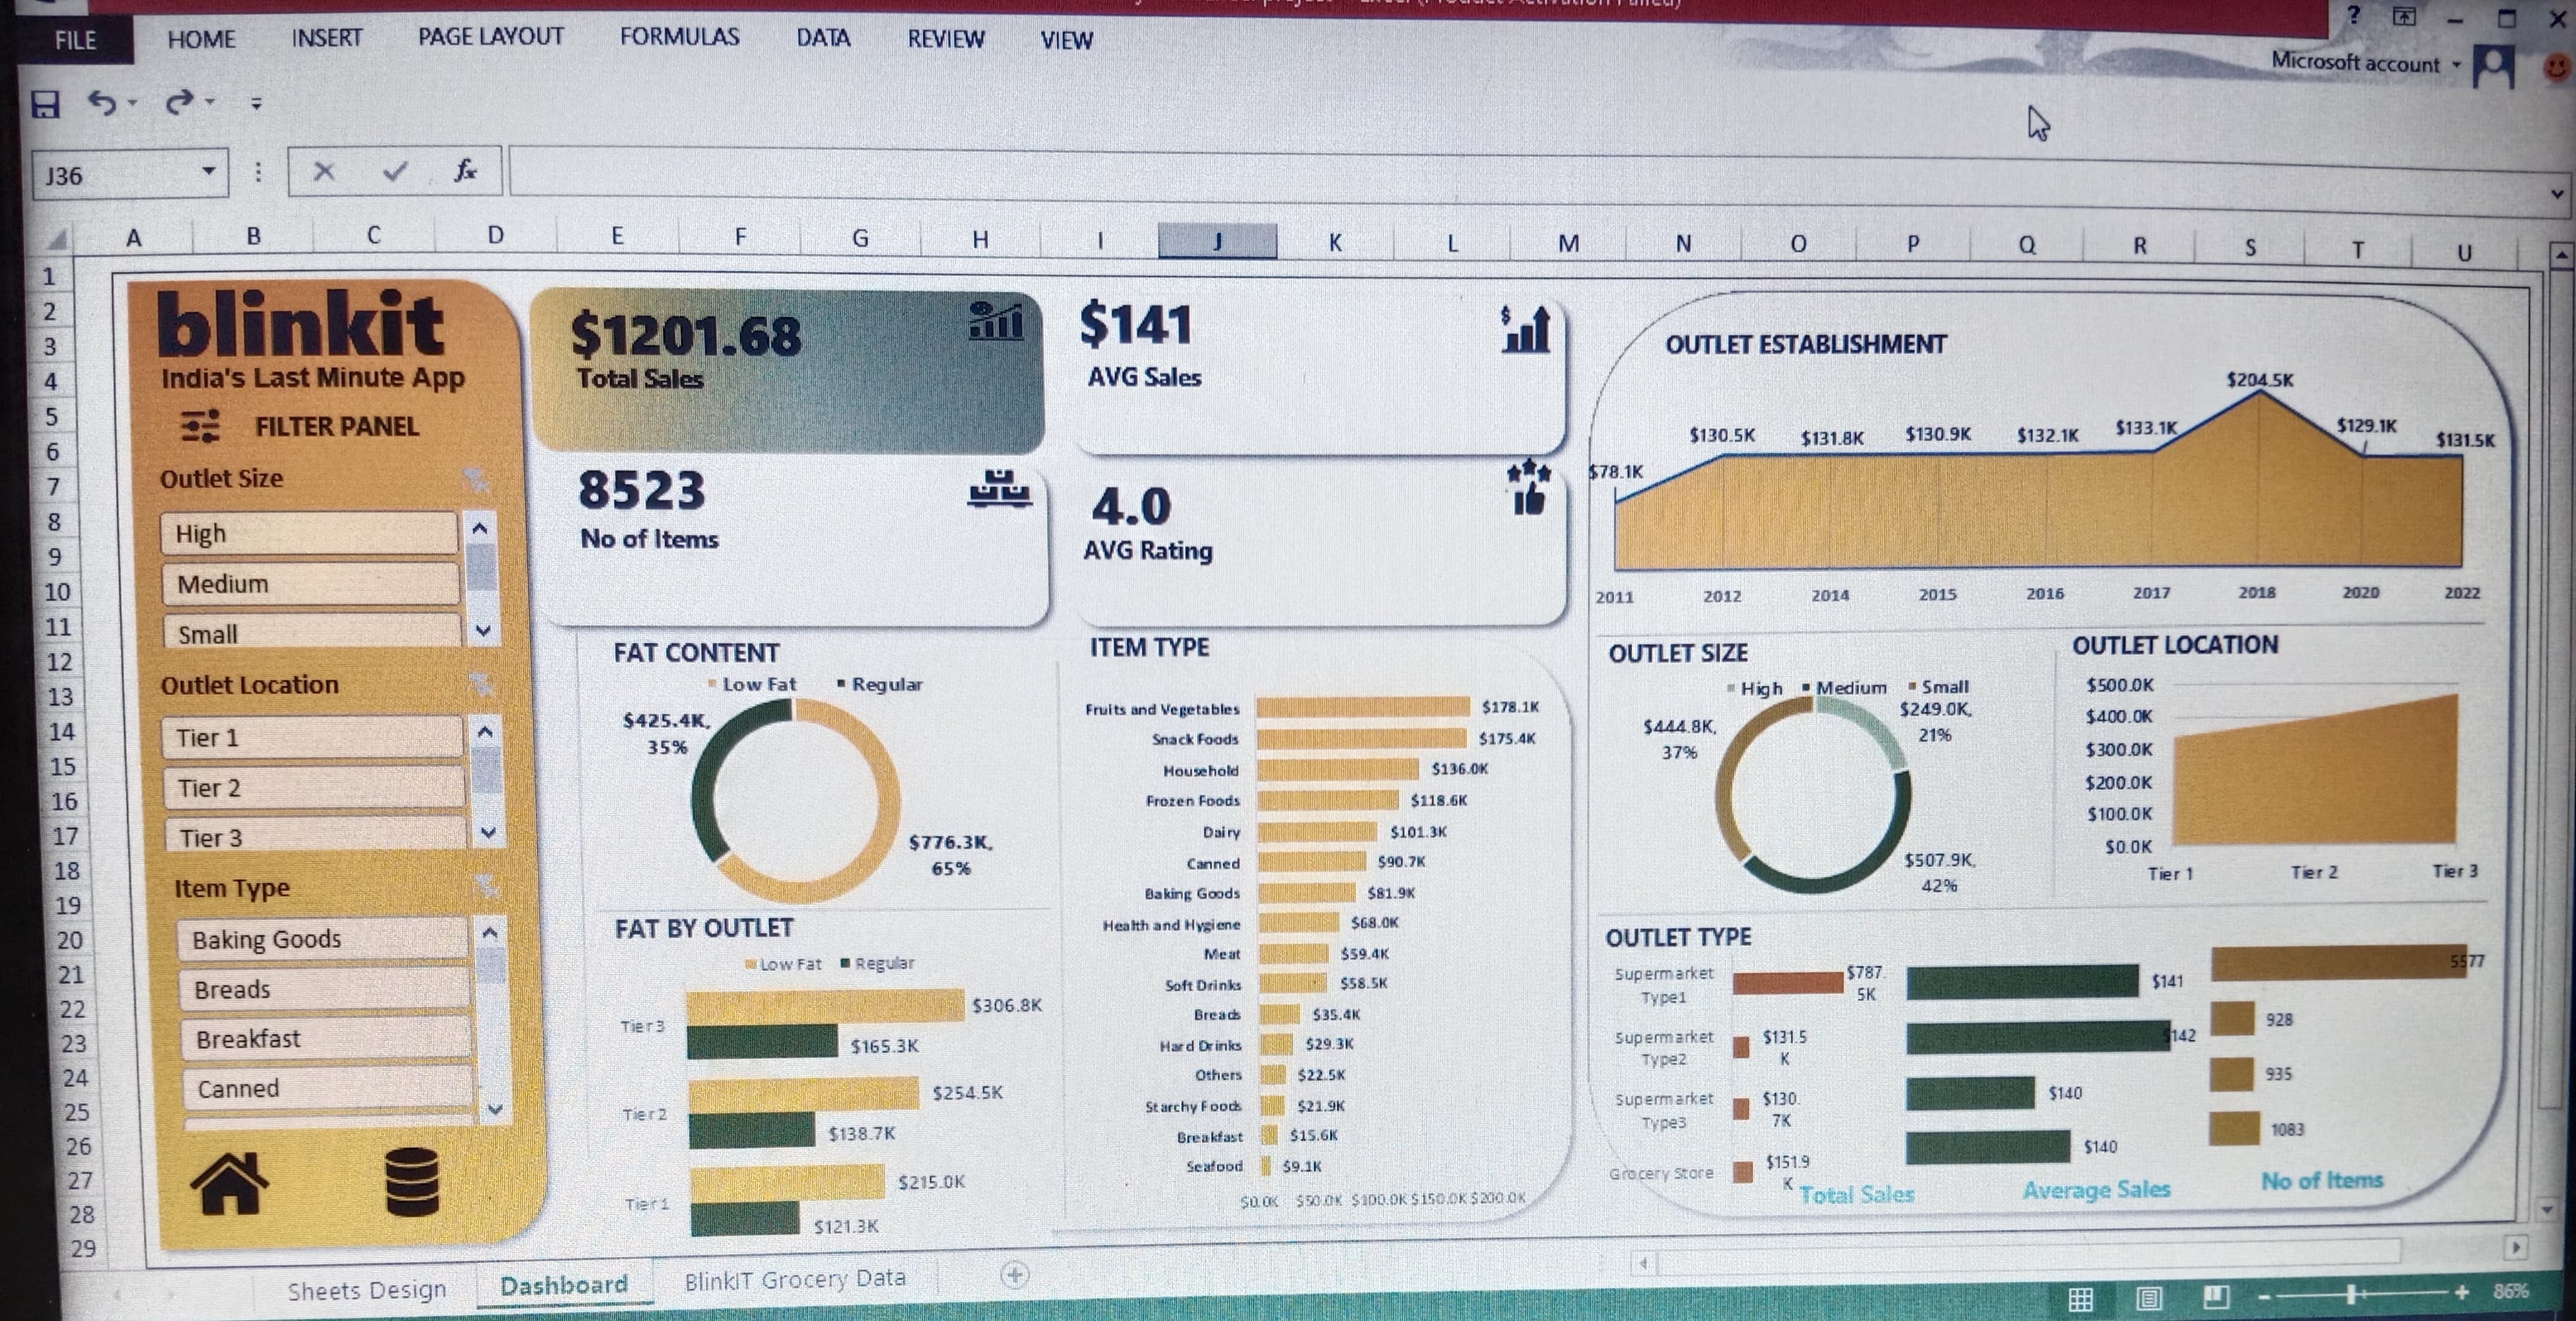 FILE HOME INSERT PAGE LAYOUT FORMULAS DATA REVIEW VIEW
?
Microsoft account
J36
fx
A B C D E F G H I J K L M N O P Q R S T U
1
2
3
4
5
6
7
8
9
10
11
12
13
14
15
16
17
18
19
20
21
22
23
24
25
26
27
28
29
blinkit
India's Last Minute App
FILTER PANEL
Outlet Size
High
Medium
Small
Outlet Location
Tier 1
Tier 2
Tier 3
Item Type
Baking Goods
Breads
Breakfast
Canned
$1201.68
Total Sales
$141
AVG Sales
8523
No of Items
4.0
AVG Rating
FAT CONTENT
Low Fat Regular
$425.4K,
35%
$776.3K,
65%
FAT BY OUTLET
Low Fat Regular
Tier 3 $306.8K
$165.3K
Tier 2 $254.5K
$138.7K
Tier 1 $215.0K
$121.3K
ITEM TYPE
Fruits and Vegetables $178.1K
Snack Foods $175.4K
Household $136.0K
Frozen Foods $118.6K
Dairy $101.3K
Canned $90.7K
Baking Goods $81.9K
Health and Hygiene $68.0K
Meat $59.4K
Soft Drinks $58.5K
Breads $35.4K
Hard Drinks $29.3K
Others $22.5K
Starchy Foods $21.9K
Breakfast $15.6K
Seafood $9.1K
$0.0K $50.0K $100.0K $150.0K $200.0K
OUTLET ESTABLISHMENT
$78.1K $130.5K $131.8K $130.9K $132.1K $133.1K $204.5K $129.1K $131.5K
2011 2012 2014 2015 2016 2017 2018 2020 2022
OUTLET SIZE
High Medium Small
$444.8K,
37%
$249.0K,
21%
$507.9K,
42%
OUTLET LOCATION
$500.0K
$400.0K
$300.0K
$200.0K
$100.0K
$0.0K
Tier 1 Tier 2 Tier 3
OUTLET TYPE
Supermarket
Type1
$787.
5K
$141
5577
Supermarket
Type2
$131.5
K
$142
928
Supermarket
Type3
$130.
7K
$140
935
Grocery Store
$151.9
K
$140
1083
Total Sales
Average Sales
No of Items
Sheets Design Dashboard BlinkIT Grocery Data
86%